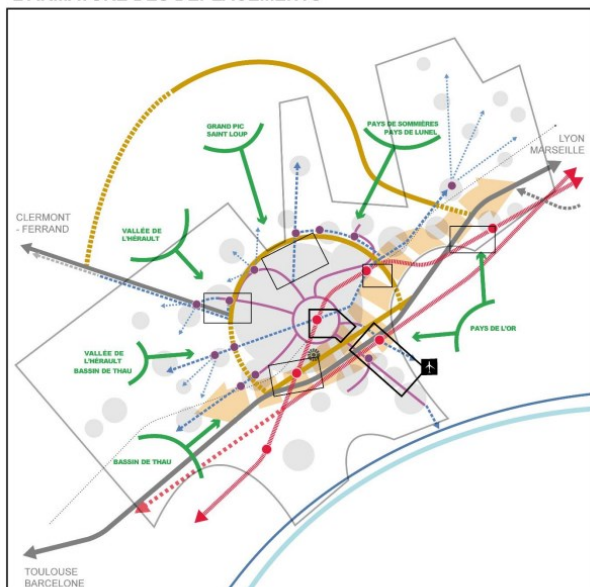 GRAND PIC
SAINT LOUP
PAYS DE SOMMIÈRES
PAYS DE LUNEL
LYON
MARSEILLE
CLERMONT
- FERRAND
VALLÉE DE
L'HÉRAULT
VALLÉE DE
L'HÉRAULT
BASSIN DE THAU
PAYS DE L'OR
BASSIN DE THAU
TOULOUSE
BARCELONE